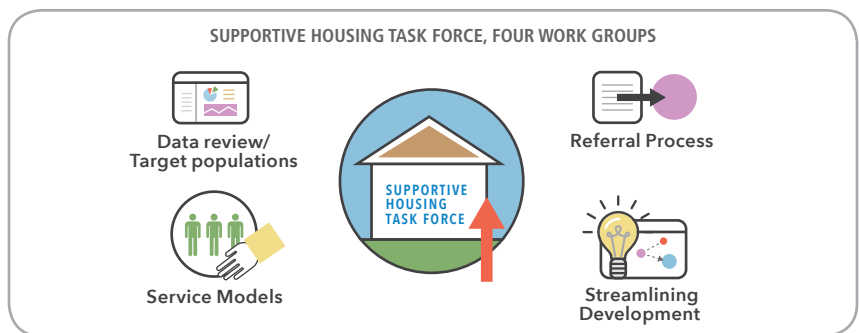 SUPPORTIVE HOUSING TASK FORCE, FOUR WORK GROUPS
Data review/
Target populations
Referral Process
SUPPORTIVE
HOUSING
TASK FORCE
Service Models
Streamlining
Development